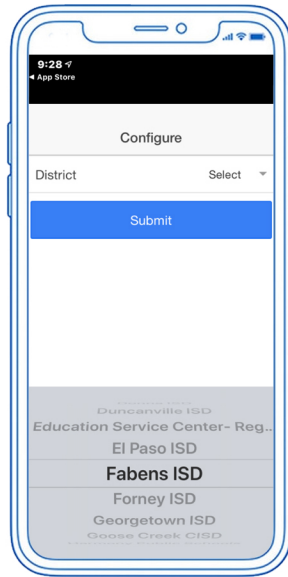 9:28
App Store
Configure
District Select
Submit
Duncanville ISD
Education Service Center- Reg..
El Paso ISD
Fabens ISD
Forney ISD
Georgetown ISD
Goose Creek CISD